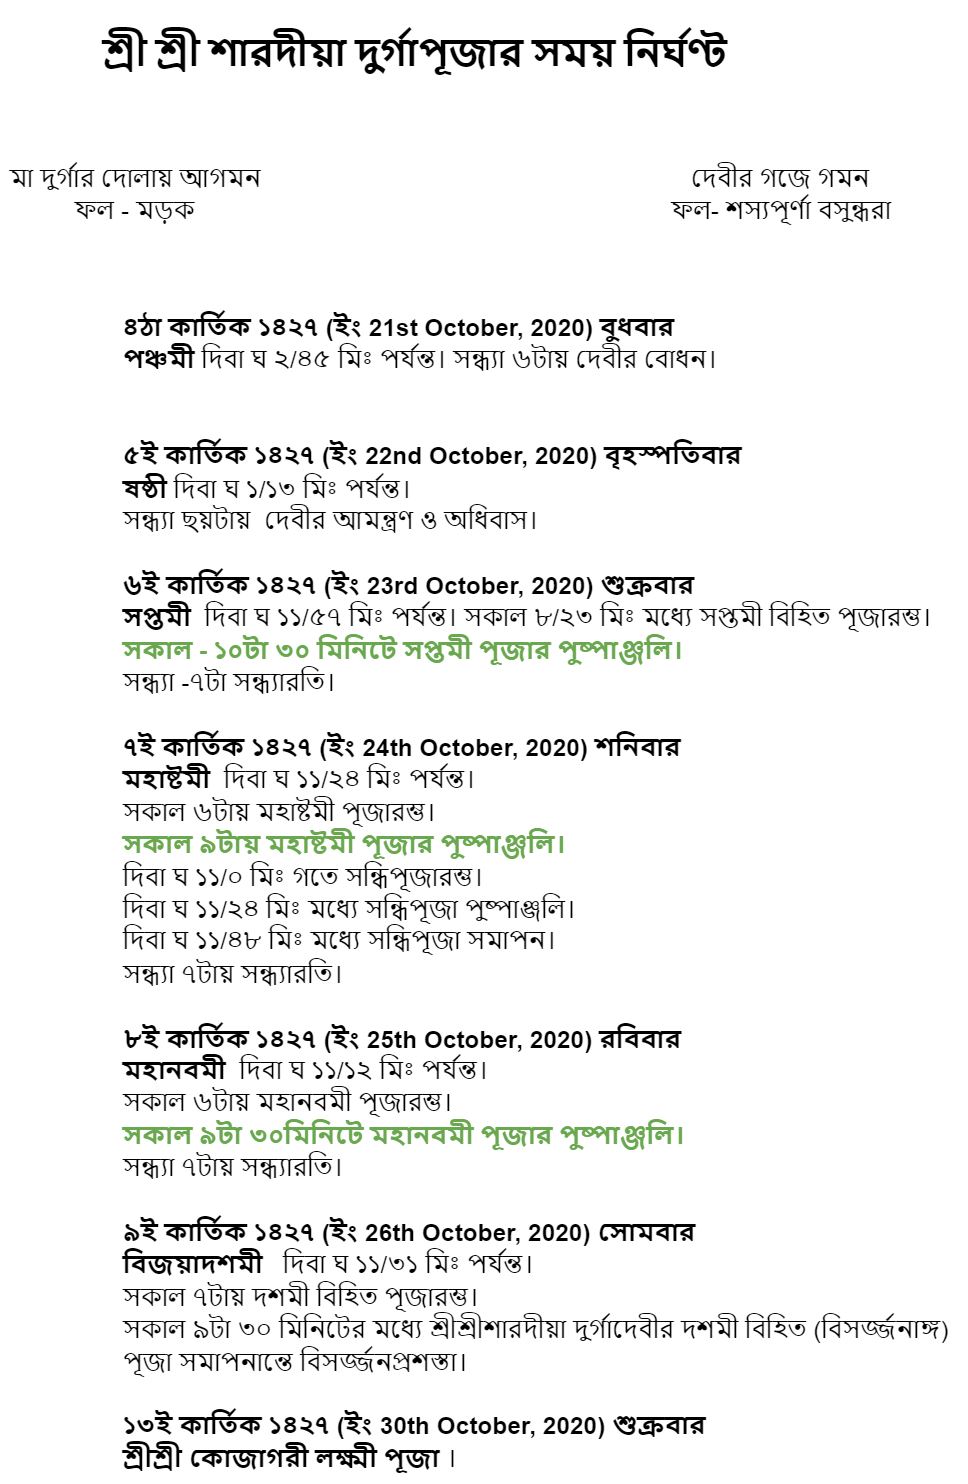 শ্রী শ্রী শারদীয়া দুর্গাপূজার সময় নির্ঘণ্ট
মা দুর্গার দোলায় আগমন
ফল - মড়ক
দেবীর গজে গমন
ফল- শস্যপূর্ণা বসুন্ধরা
৪ঠা কার্তিক ১৪২৭ (ইং 21st October, 2020) বুধবার
পঞ্চমী দিবা ঘ ২/৪৫ মিঃ পর্যন্ত। সন্ধ্যা ৬টায় দেবীর বোধন।
৫ই কার্তিক ১৪২৭ (ইং 22nd October, 2020) বৃহস্পতিবার
ষষ্ঠী দিবা ঘ ১/১৩ মিঃ পর্যন্ত।
সন্ধ্যা ছয়টায় দেবীর আমন্ত্রণ ও অধিবাস।
৬ই কার্তিক ১৪২৭ (ইং 23rd October, 2020) শুক্রবার
সপ্তমী দিবা ঘ ১১/৫৭ মিঃ পর্যন্ত। সকাল ৮/২৩ মিঃ মধ্যে সপ্তমী বিহিত পূজারম্ভ।
সকাল - ১০টা ৩০ মিনিটে সপ্তমী পূজার পুষ্পাঞ্জলি।
সন্ধ্যা -৭টা সন্ধ্যারতি।
৭ই কার্তিক ১৪২৭ (ইং 24th October, 2020) শনিবার
মহাষ্টমী দিবা ঘ ১১/২৪ মিঃ পর্যন্ত।
সকাল ৬টায় মহাষ্টমী পূজারম্ভ।
সকাল ৯টায় মহাষ্টমী পূজার পুষ্পাঞ্জলি।
দিবা ঘ ১১/০ মিঃ গতে সন্ধিপূজারম্ভ।
দিবা ঘ ১১/২৪ মিঃ মধ্যে সন্ধিপূজা পুষ্পাঞ্জলি।
দিবা ঘ ১১/৪৮ মিঃ মধ্যে সন্ধিপূজা সমাপন।
সন্ধ্যা ৭টায় সন্ধ্যারতি।
৮ই কার্তিক ১৪২৭ (ইং 25th October, 2020) রবিবার
মহানবমী দিবা ঘ ১১/১২ মিঃ পর্যন্ত।
সকাল ৬টায় মহানবমী পূজারম্ভ।
সকাল ৯টা ৩০মিনিটে মহানবমী পূজার পুষ্পাঞ্জলি।
সন্ধ্যা ৭টায় সন্ধ্যারতি।
৯ই কার্তিক ১৪২৭ (ইং 26th October, 2020) সোমবার
বিজয়াদশমী দিবা ঘ ১১/৩১ মিঃ পর্যন্ত।
সকাল ৭টায় দশমী বিহিত পূজারম্ভ।
সকাল ৯টা ৩০ মিনিটের মধ্যে শ্রীশ্রীশারদীয়া দুর্গাদেবীর দশমী বিহিত (বিসর্জ্জনাঙ্গ)
পূজা সমাপনান্তে বিসর্জ্জনপ্রশস্তা।
১৩ই কার্তিক ১৪২৭ (ইং 30th October, 2020) শুক্রবার
শ্রীশ্রী কোজাগরী লক্ষ্মী পূজা ।